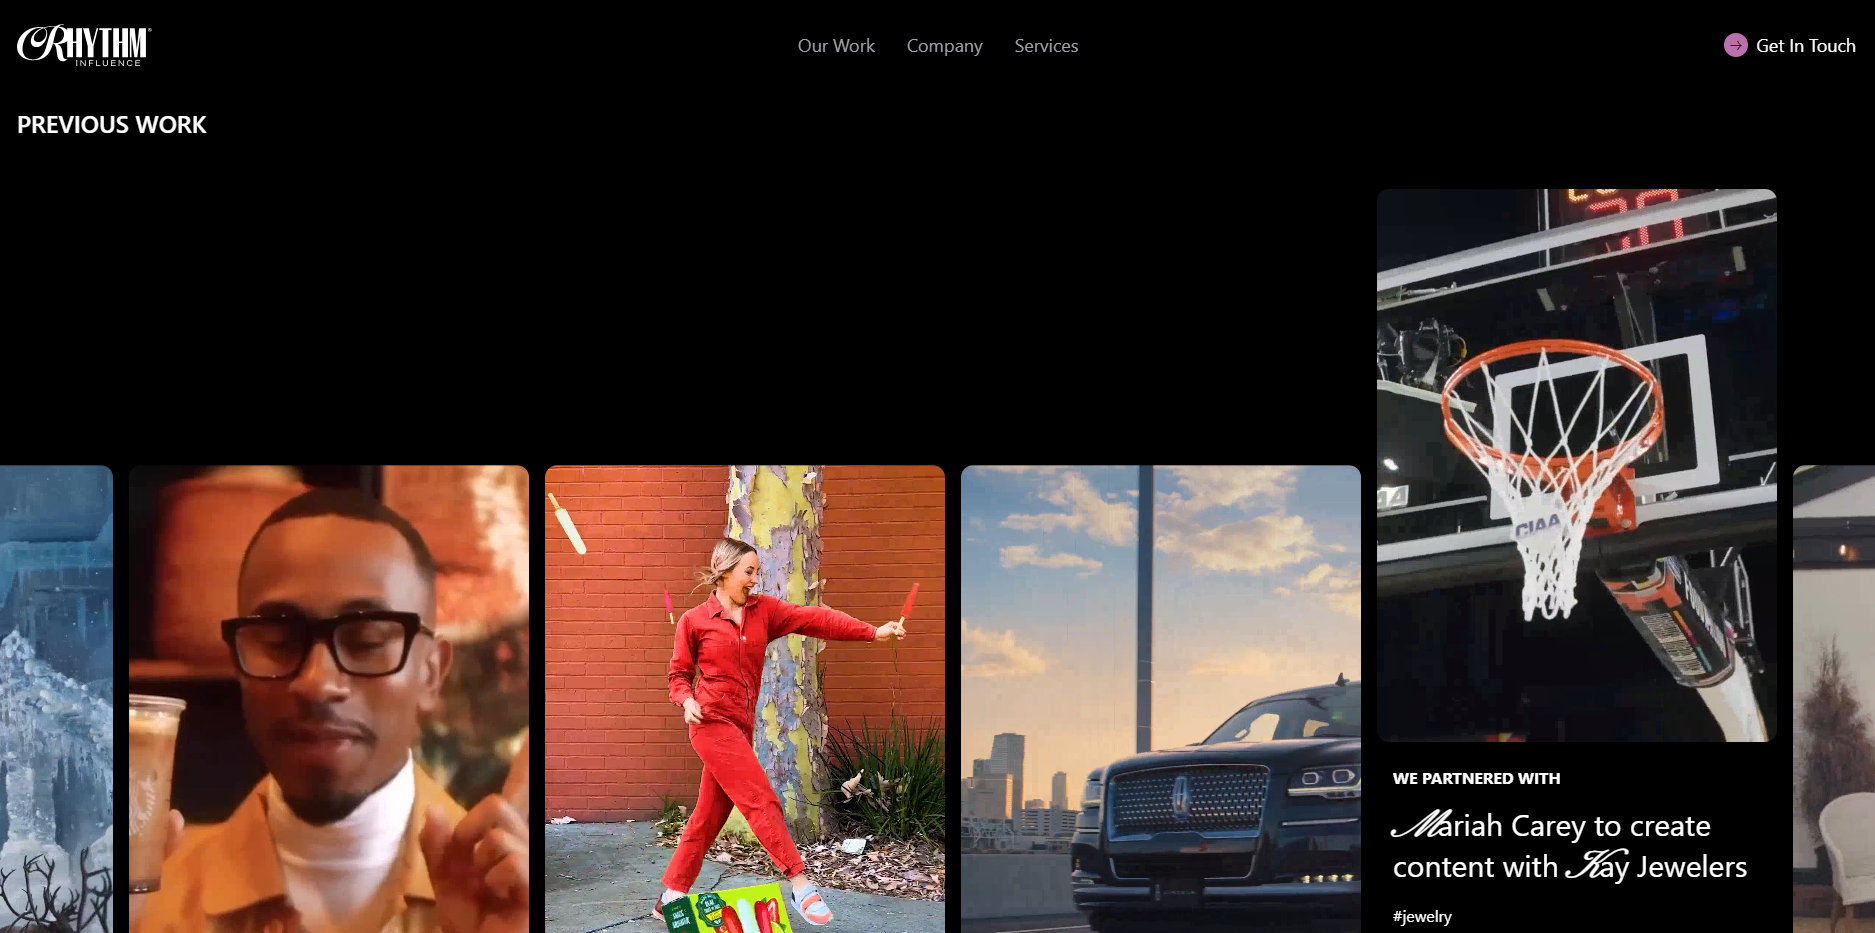 RHYTHM
INFLUENCE
Our Work
Company
Services
Get In Touch
PREVIOUS WORK
CIAA
WE PARTNERED WITH
Mariah Carey to create
content with Kay Jewelers
#jewelry